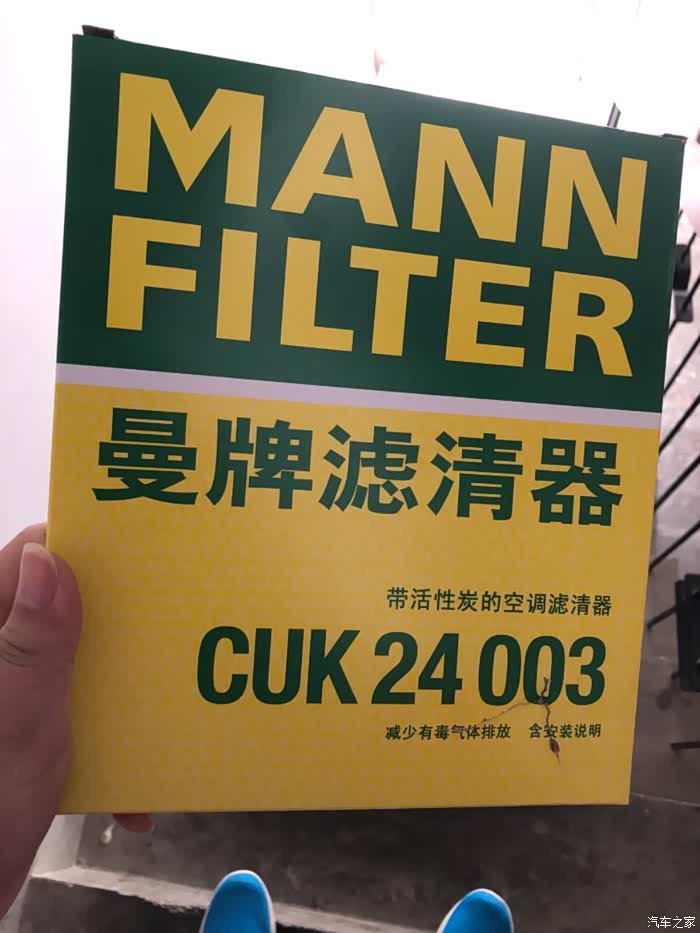 MANN
FILTER
曼牌滤清器
带活性炭的空调滤清器
CUK 24 003
减少有毒气体排放 含安装说明
汽车之家